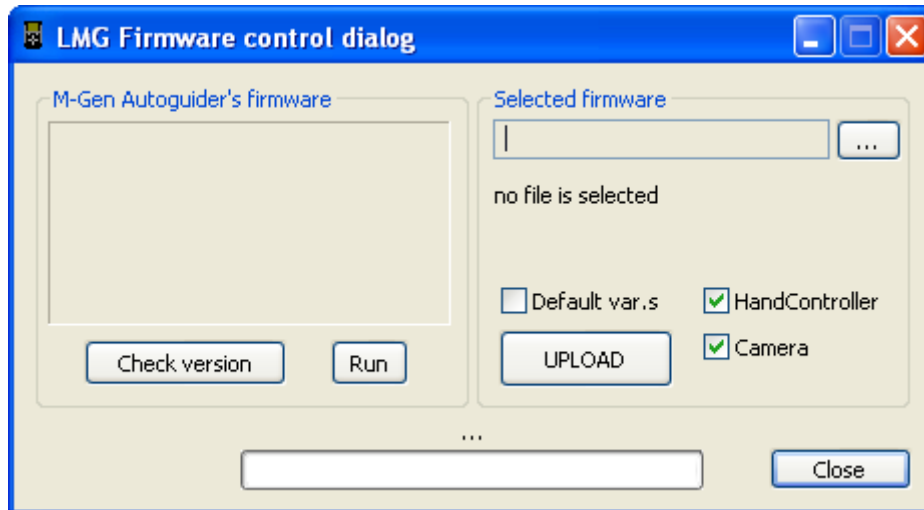 LMG Firmware control dialog
M-Gen Autoguider's firmware
Check version
Run
Selected firmware
...
no file is selected
Default var.s
HandController
UPLOAD
Camera
...
Close